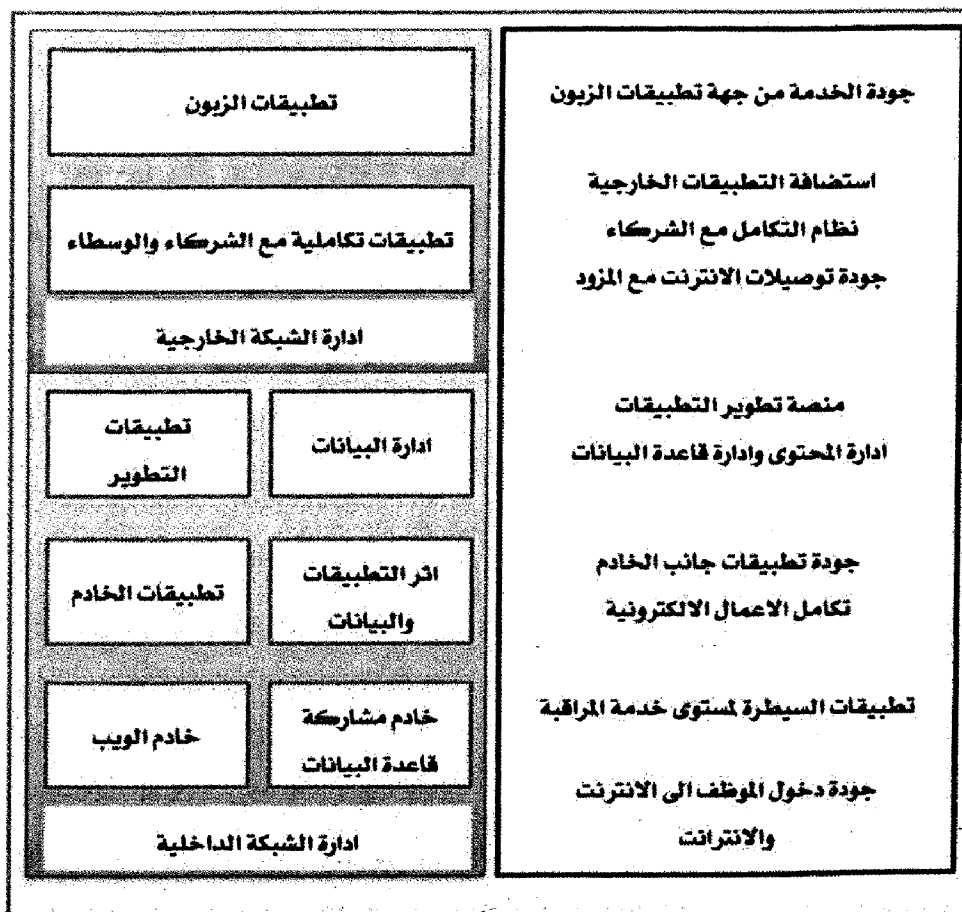 جودة الخدمة من جهة تطبيقات الزبون
استضافة التطبيقات الخارجية
نظام التكامل مع الشركاء
جودة توصيلات الانترنت مع المزود
منصة تطوير التطبيقات
ادارة المحتوى وادارة قاعدة البيانات
جودة تطبيقات جانب الخادم
تكامل الاعمال الالكترونية
تطبيقات السيطرة لمستوى خدمة المراقبة
جودة دخول الموظف الى الانترنت
والانترانت
تطبيقات الزبون
تطبيقات تكاملية مع الشركاء والوسطاء
ادارة الشبكة الخارجية
ادارة البيانات
تطبيقات
التطوير
اثر التطبيقات
والبيانات
تطبيقات الخادم
خادم مشاركة
قاعدة البيانات
خادم الويب
ادارة الشبكة الداخلية